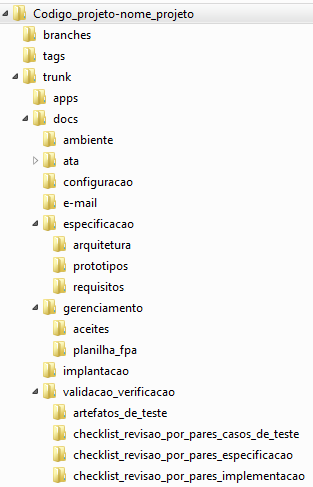 Codigo_projeto-nome_projeto
branches
tags
trunk
apps
docs
ambiente
ata
configuracao
e-mail
especificacao
arquitetura
prototipos
requisitos
gerenciamento
aceites
planilha_fpa
implantacao
validacao_verificacao
artefatos_de_teste
checklist_revisao_por_pares_casos_de_teste
checklist_revisao_por_pares_especificacao
checklist_revisao_por_pares_implementacao